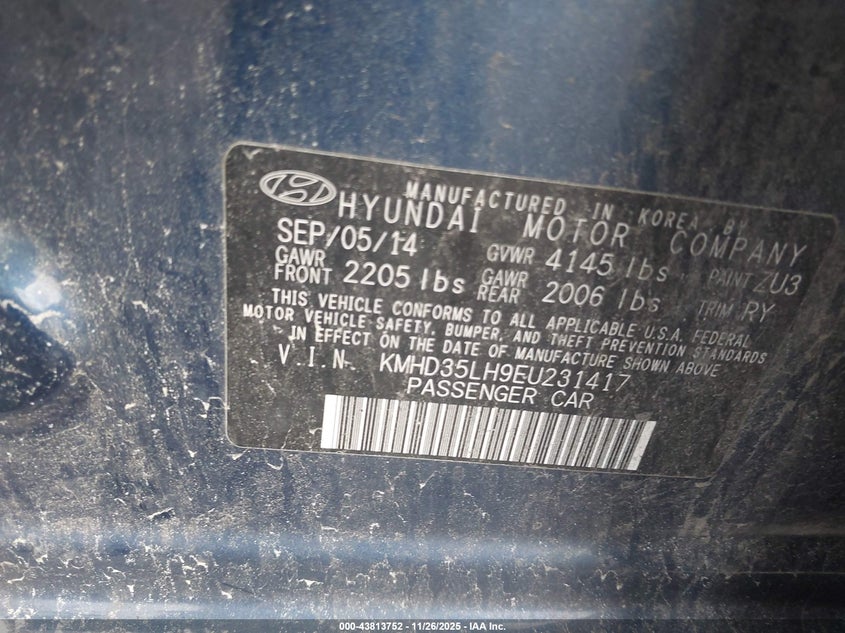 MANUFACTURED IN KOREA BY
HYUNDAI MOTOR COMPANY
SEP/05/14 GVWR 4145 lbs PAINT ZU3
GAWR FRONT 2205 lbs GAWR REAR 2006 lbs TRIM RY
THIS VEHICLE CONFORMS TO ALL APPLICABLE U.S.A. FEDERAL
MOTOR VEHICLE SAFETY, BUMPER, AND THEFT PREVENTION STANDARDS
IN EFFECT ON THE DATE OF MANUFACTURE SHOWN ABOVE
V.I.N. KMHD35LH9EU231417
PASSENGER CAR
000-43813752 - 11/26/2025 - IAA Inc.